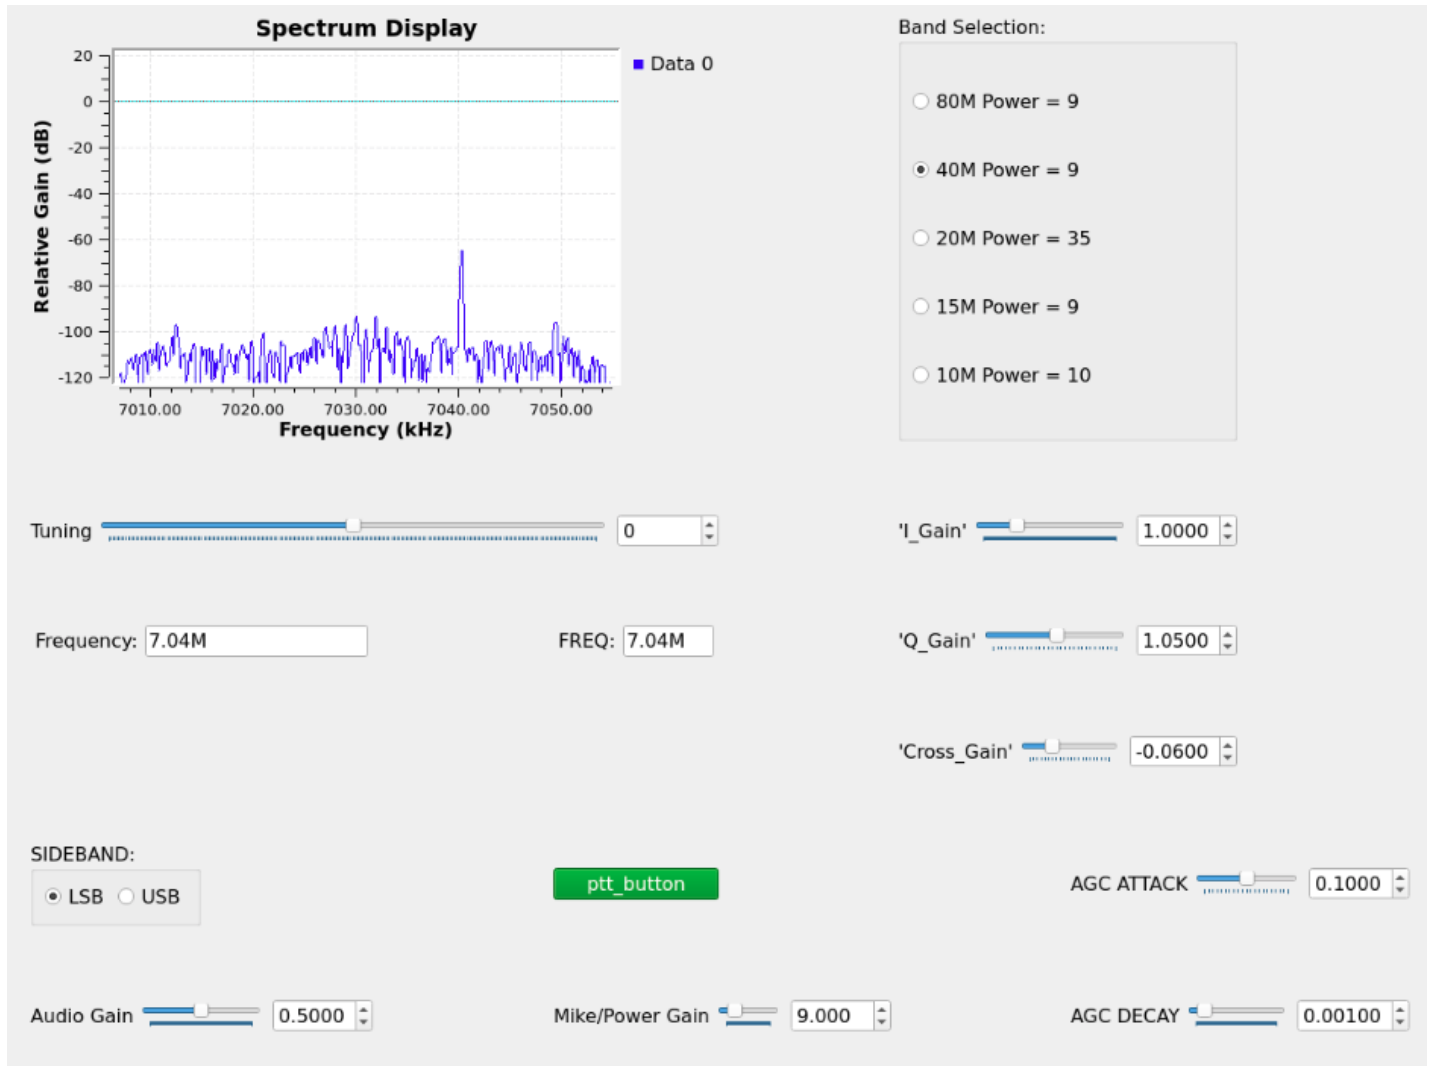 Spectrum Display
Band Selection:
20
0
-20
-40
-60
-80
-100
-120
Relative Gain (dB)
Data 0
7010.00 7020.00 7030.00 7040.00 7050.00
Frequency (kHz)
80M Power = 9
40M Power = 9
20M Power = 35
15M Power = 9
10M Power = 10
Tuning 0
'I_Gain' 1.0000
Frequency: 7.04M
FREQ: 7.04M
'Q_Gain' 1.0500
'Cross_Gain' -0.0600
SIDEBAND:
LSB USB
ptt_button
AGC ATTACK 0.1000
Audio Gain 0.5000
Mike/Power Gain 9.000
AGC DECAY 0.00100